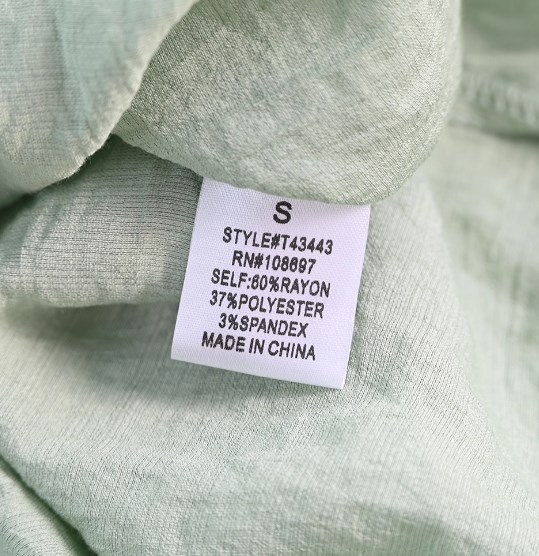 S
STYLE#T43443
RN#108697
SELF:60%RAYON
37%POLYESTER
3%SPANDEX
MADE IN CHINA